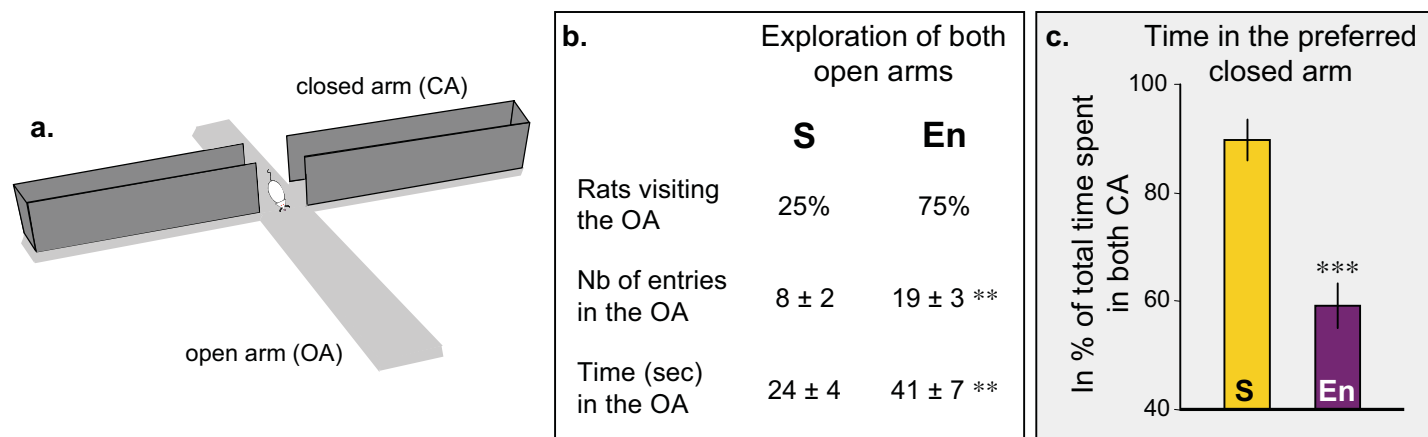 a.
closed arm (CA)
open arm (OA)
b.
Exploration of both
open arms
S En
Rats visiting
the OA
25% 75%
Nb of entries
in the OA
8 ± 2 19 ± 3 **
Time (sec)
in the OA
24 ± 4 41 ± 7 **
c.
Time in the preferred
closed arm
In % of total time spent
in both CA
100
80
60
40
***
S
En